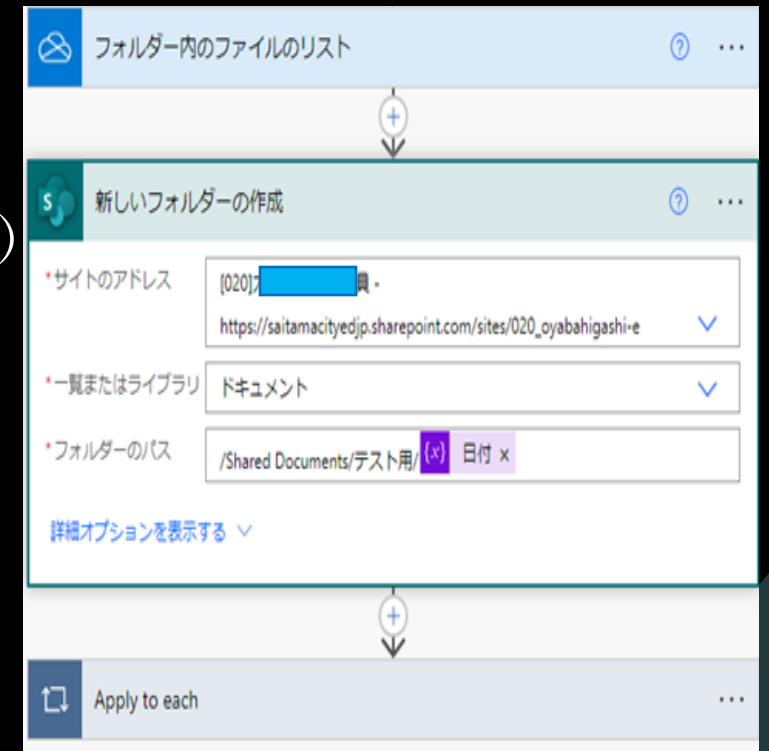 フォルダー内のファイルのリスト
新しいフォルダーの作成
)
*サイトのアドレス
[020] 員 -
https://saitamacityedjp.sharepoint.com/sites/020_oyabahigashi-e
*一覧またはライブラリ
ドキュメント
*フォルダーのパス
/Shared Documents/テスト用/ {x} 日付 ×
詳細オプションを表示する
Apply to each